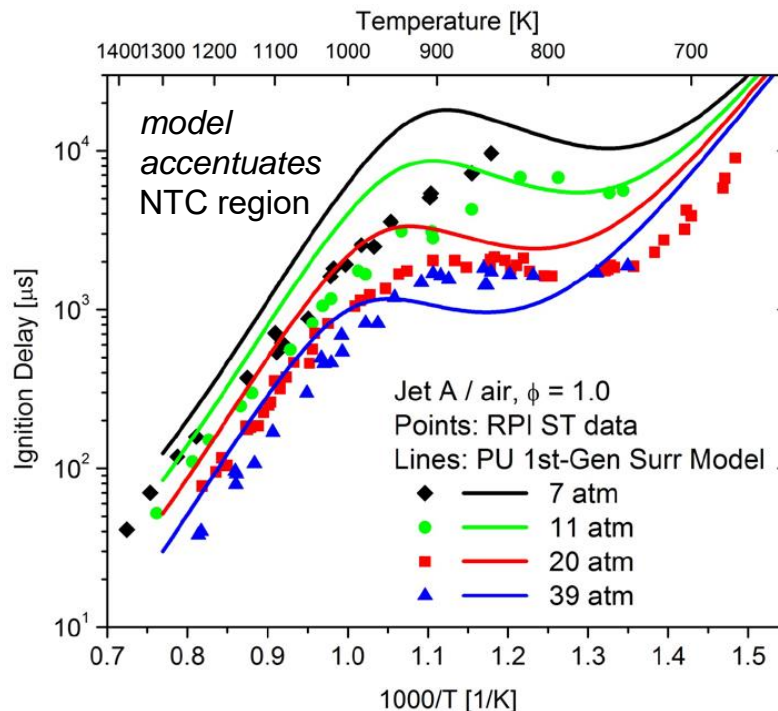 Temperature [K]
1400 1300 1200 1100 1000 900 800 700
model
accentuates
NTC region
10⁴
10³
10²
10¹
Ignition Delay [µs]
Jet A / air, ϕ = 1.0
Points: RPI ST data
Lines: PU 1st-Gen Surr Model
7 atm
11 atm
20 atm
39 atm
0.7 0.8 0.9 1.0 1.1 1.2 1.3 1.4 1.5
1000/T [1/K]